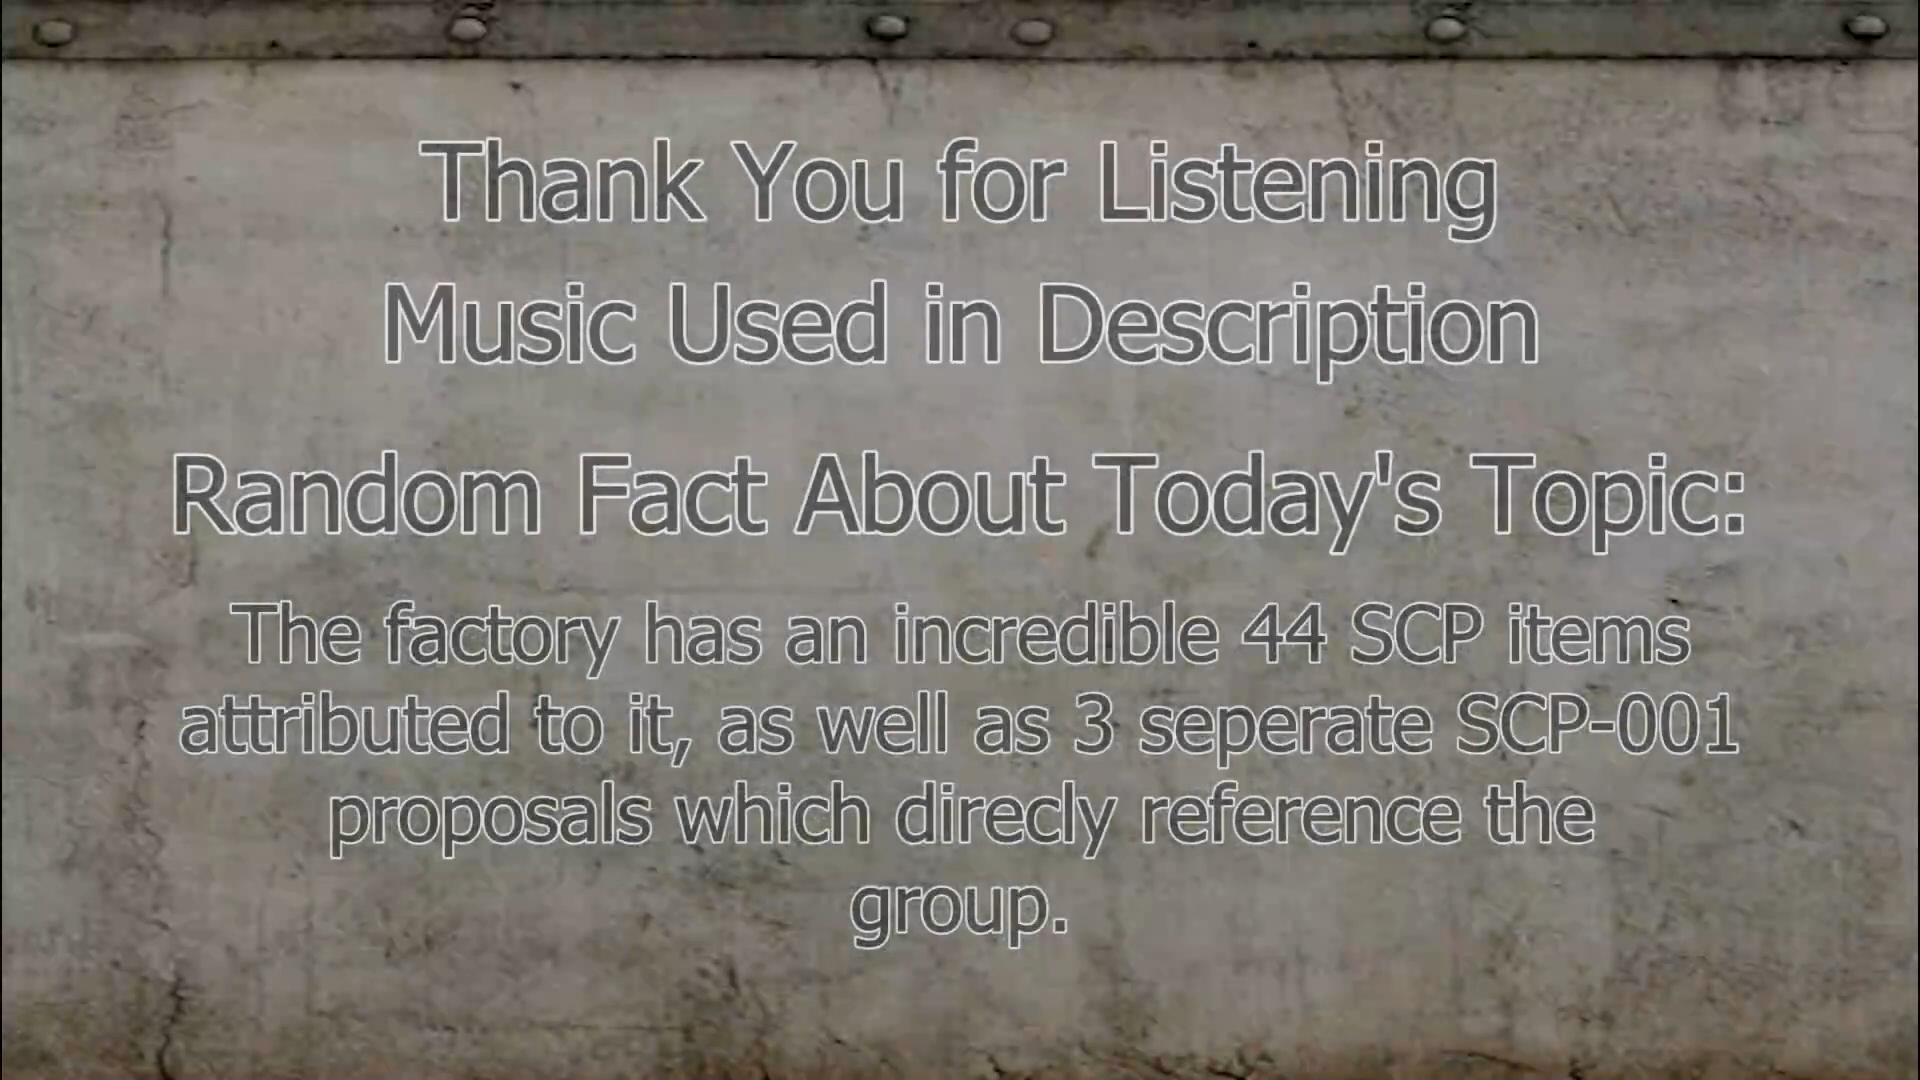 Thank You for Listening
Music Used in Description
Random Fact About Today's Topic:
The factory has an incredible 44 SCP items
attributed to it, as well as 3 seperate SCP-001
proposals which direcly reference the
group.